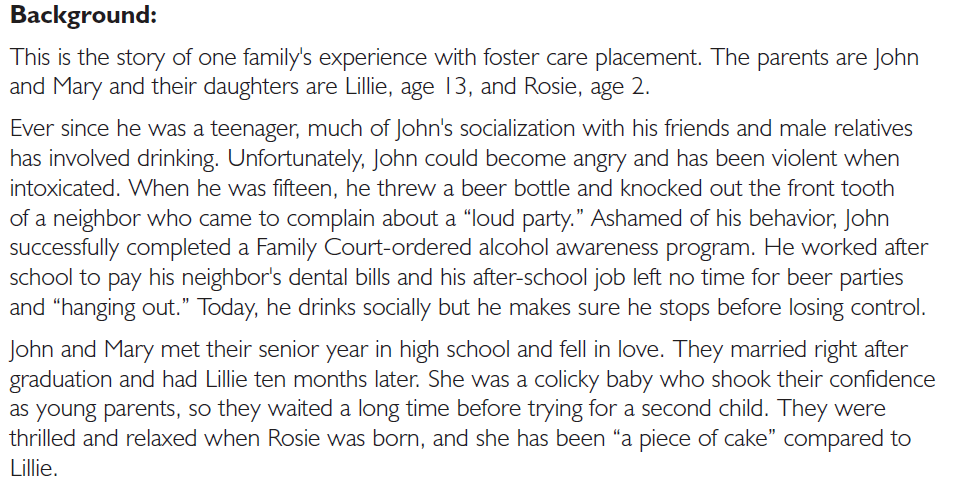 Background:
This is the story of one family's experience with foster care placement. The parents are John
and Mary and their daughters are Lillie, age 13, and Rosie, age 2.
Ever since he was a teenager, much of John's socialization with his friends and male relatives
has involved drinking. Unfortunately, John could become angry and has been violent when
intoxicated. When he was fifteen, he threw a beer bottle and knocked out the front tooth
of a neighbor who came to complain about a “loud party.” Ashamed of his behavior, John
successfully completed a Family Court-ordered alcohol awareness program. He worked after
school to pay his neighbor's dental bills and his after-school job left no time for beer parties
and “hanging out.” Today, he drinks socially but he makes sure he stops before losing control.
John and Mary met their senior year in high school and fell in love. They married right after
graduation and had Lillie ten months later. She was a colicky baby who shook their confidence
as young parents, so they waited a long time before trying for a second child. They were
thrilled and relaxed when Rosie was born, and she has been “a piece of cake” compared to
Lillie.